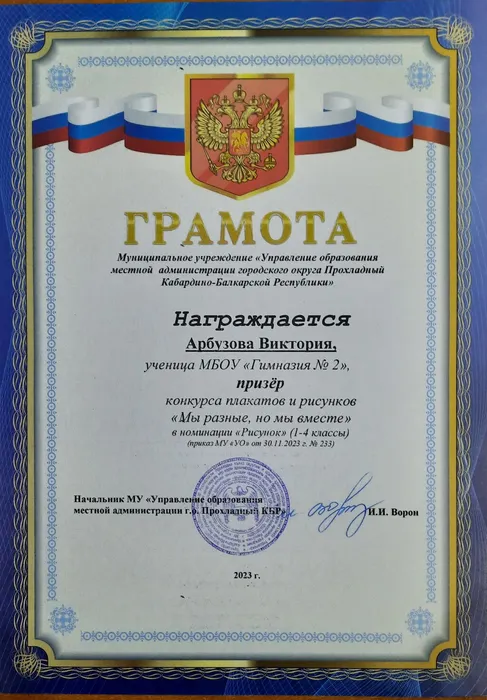 ГРАМОТА
Муниципальное учреждение «Управление образования
местной администрации городского округа Прохладный
Кабардино-Балкарской Республики»
Награждается
Арбузова Виктория,
ученица МБОУ «Гимназия № 2»,
призёр
конкурса плакатов и рисунков
«Мы разные, но мы вместе»
в номинации «Рисунок» (1-4 классы)
(приказ МУ «УО» от 30.11 2023 г. № 233)
Начальник МУ «Управление образования
местной администрации г.о. Прохладный КБР»
И.И. Ворон
2023 г.